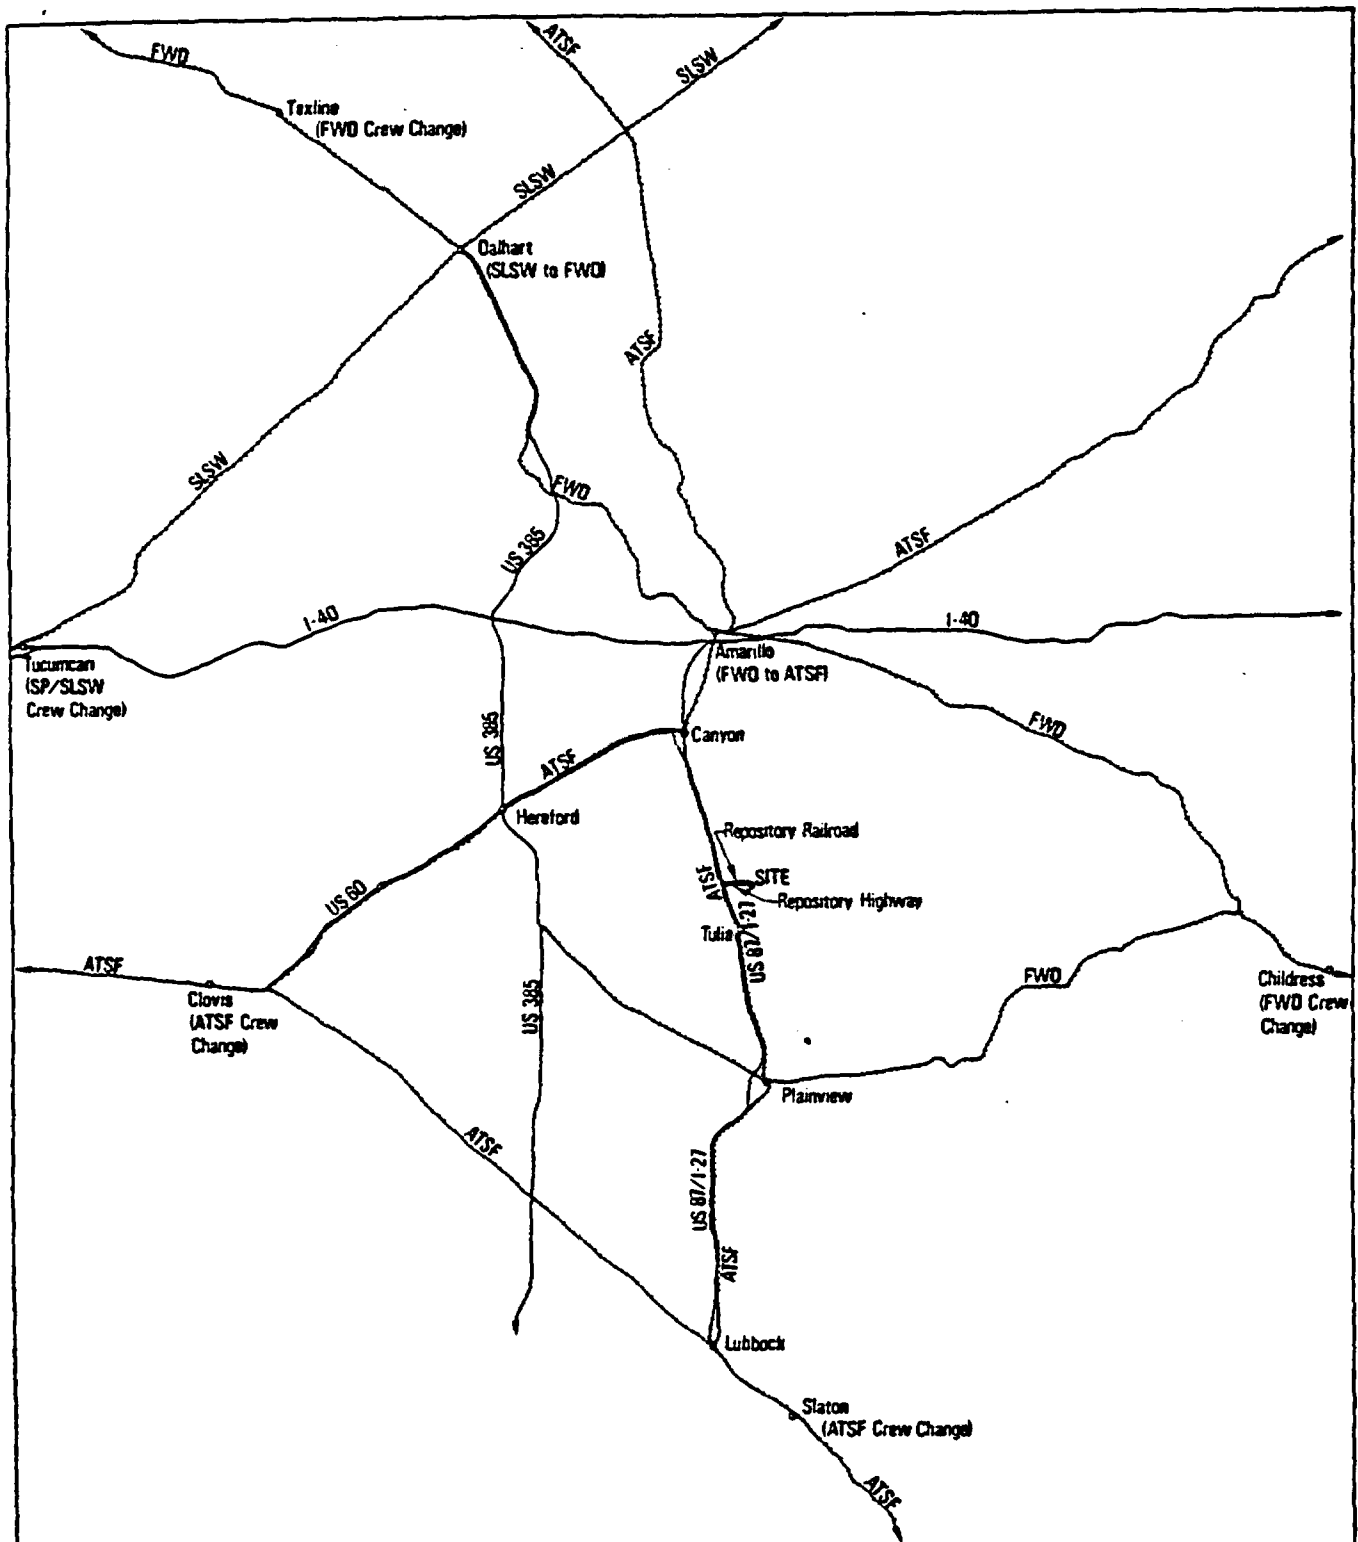 FWD
ATSF
SLSW
Texline
(FWD Crew Change)
SLSW
Dalhart
(SLSW to FWD)
ATSF
SLSW
FWD
US 385
ATSF
I-40
I-40
Tucumcari
(SP/SLSW
Crew Change)
Amarillo
(FWD to ATSF)
US 385
FWD
Canyon
ATSF
Hereford
Repository Railroad
ATSF
SITE
US 60
Repository Highway
Tulia
US 87/I-27
ATSF
Clovis
(ATSF Crew
Change)
US 385
FWD
Childress
(FWD Crew
Change)
Plainview
ATSF
US 87/I-27
ATSF
Lubbock
Slaton
(ATSF Crew Change)
ATSF